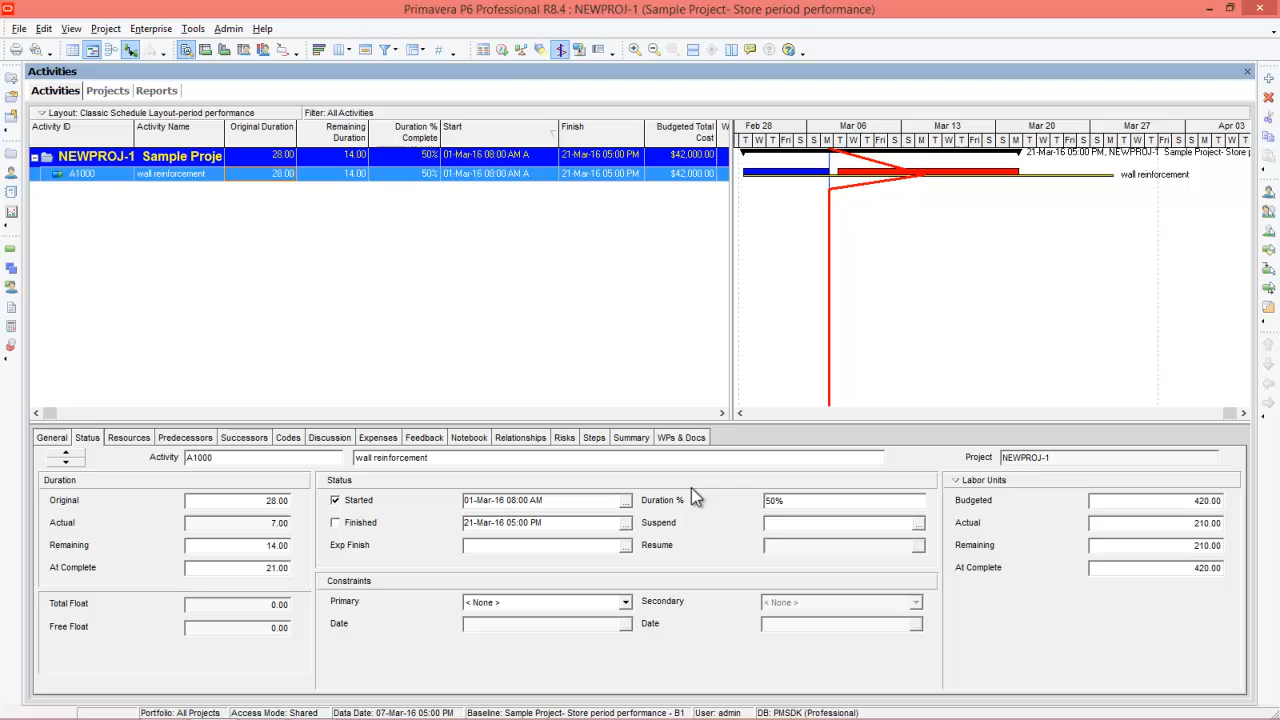 Primavera P6 Professional R8.4 : NEWPROJ-1 (Sample Project- Store period performance)
File Edit View Project Enterprise Tools Admin Help
Activities
Activities Projects Reports
Layout: Classic Schedule Layout-period performance Filter: All Activities
Activity ID Activity Name Original Duration Remaining Duration Duration % Complete Start Finish Budgeted Total Cost W
Feb 28 Mar 06 Mar 13 Mar 20 Mar 27 Apr 03
T W T Fri S S M T W T Fri S S M T W T Fri S S M T W T Fri S S M T W T Fri S S M T W T
NEWPROJ-1 Sample Proje 28.00 14.00 50% 01-Mar-16 08:00 AM A 21-Mar-16 05:00 PM $42,000.00
21-Mar-16 05:00 PM, NEWPROJ-1 Sample Project- Store p
A1000 wall reinforcement 28.00 14.00 50% 01-Mar-16 08:00 AM A 21-Mar-16 05:00 PM $42,000.00
wall reinforcement
General Status Resources Predecessors Successors Codes Discussion Expenses Feedback Notebook Relationships Risks Steps Summary WPs & Docs
Activity A1000 wall reinforcement Project NEWPROJ-1
Duration Status Labor Units
Original 28.00 Started 01-Mar-16 08:00 AM Duration % 50% Budgeted 420.00
Actual 7.00 Finished 21-Mar-16 05:00 PM Suspend Actual 210.00
Remaining 14.00 Exp Finish Resume Remaining 210.00
At Complete 21.00 At Complete 420.00
Constraints
Total Float 0.00 Primary < None > Secondary < None >
Free Float 0.00 Date Date
Portfolio: All Projects Access Mode: Shared Data Date: 07-Mar-16 05:00 PM Baseline: Sample Project- Store period performance - B1 User: admin DB: PMSDK (Professional)